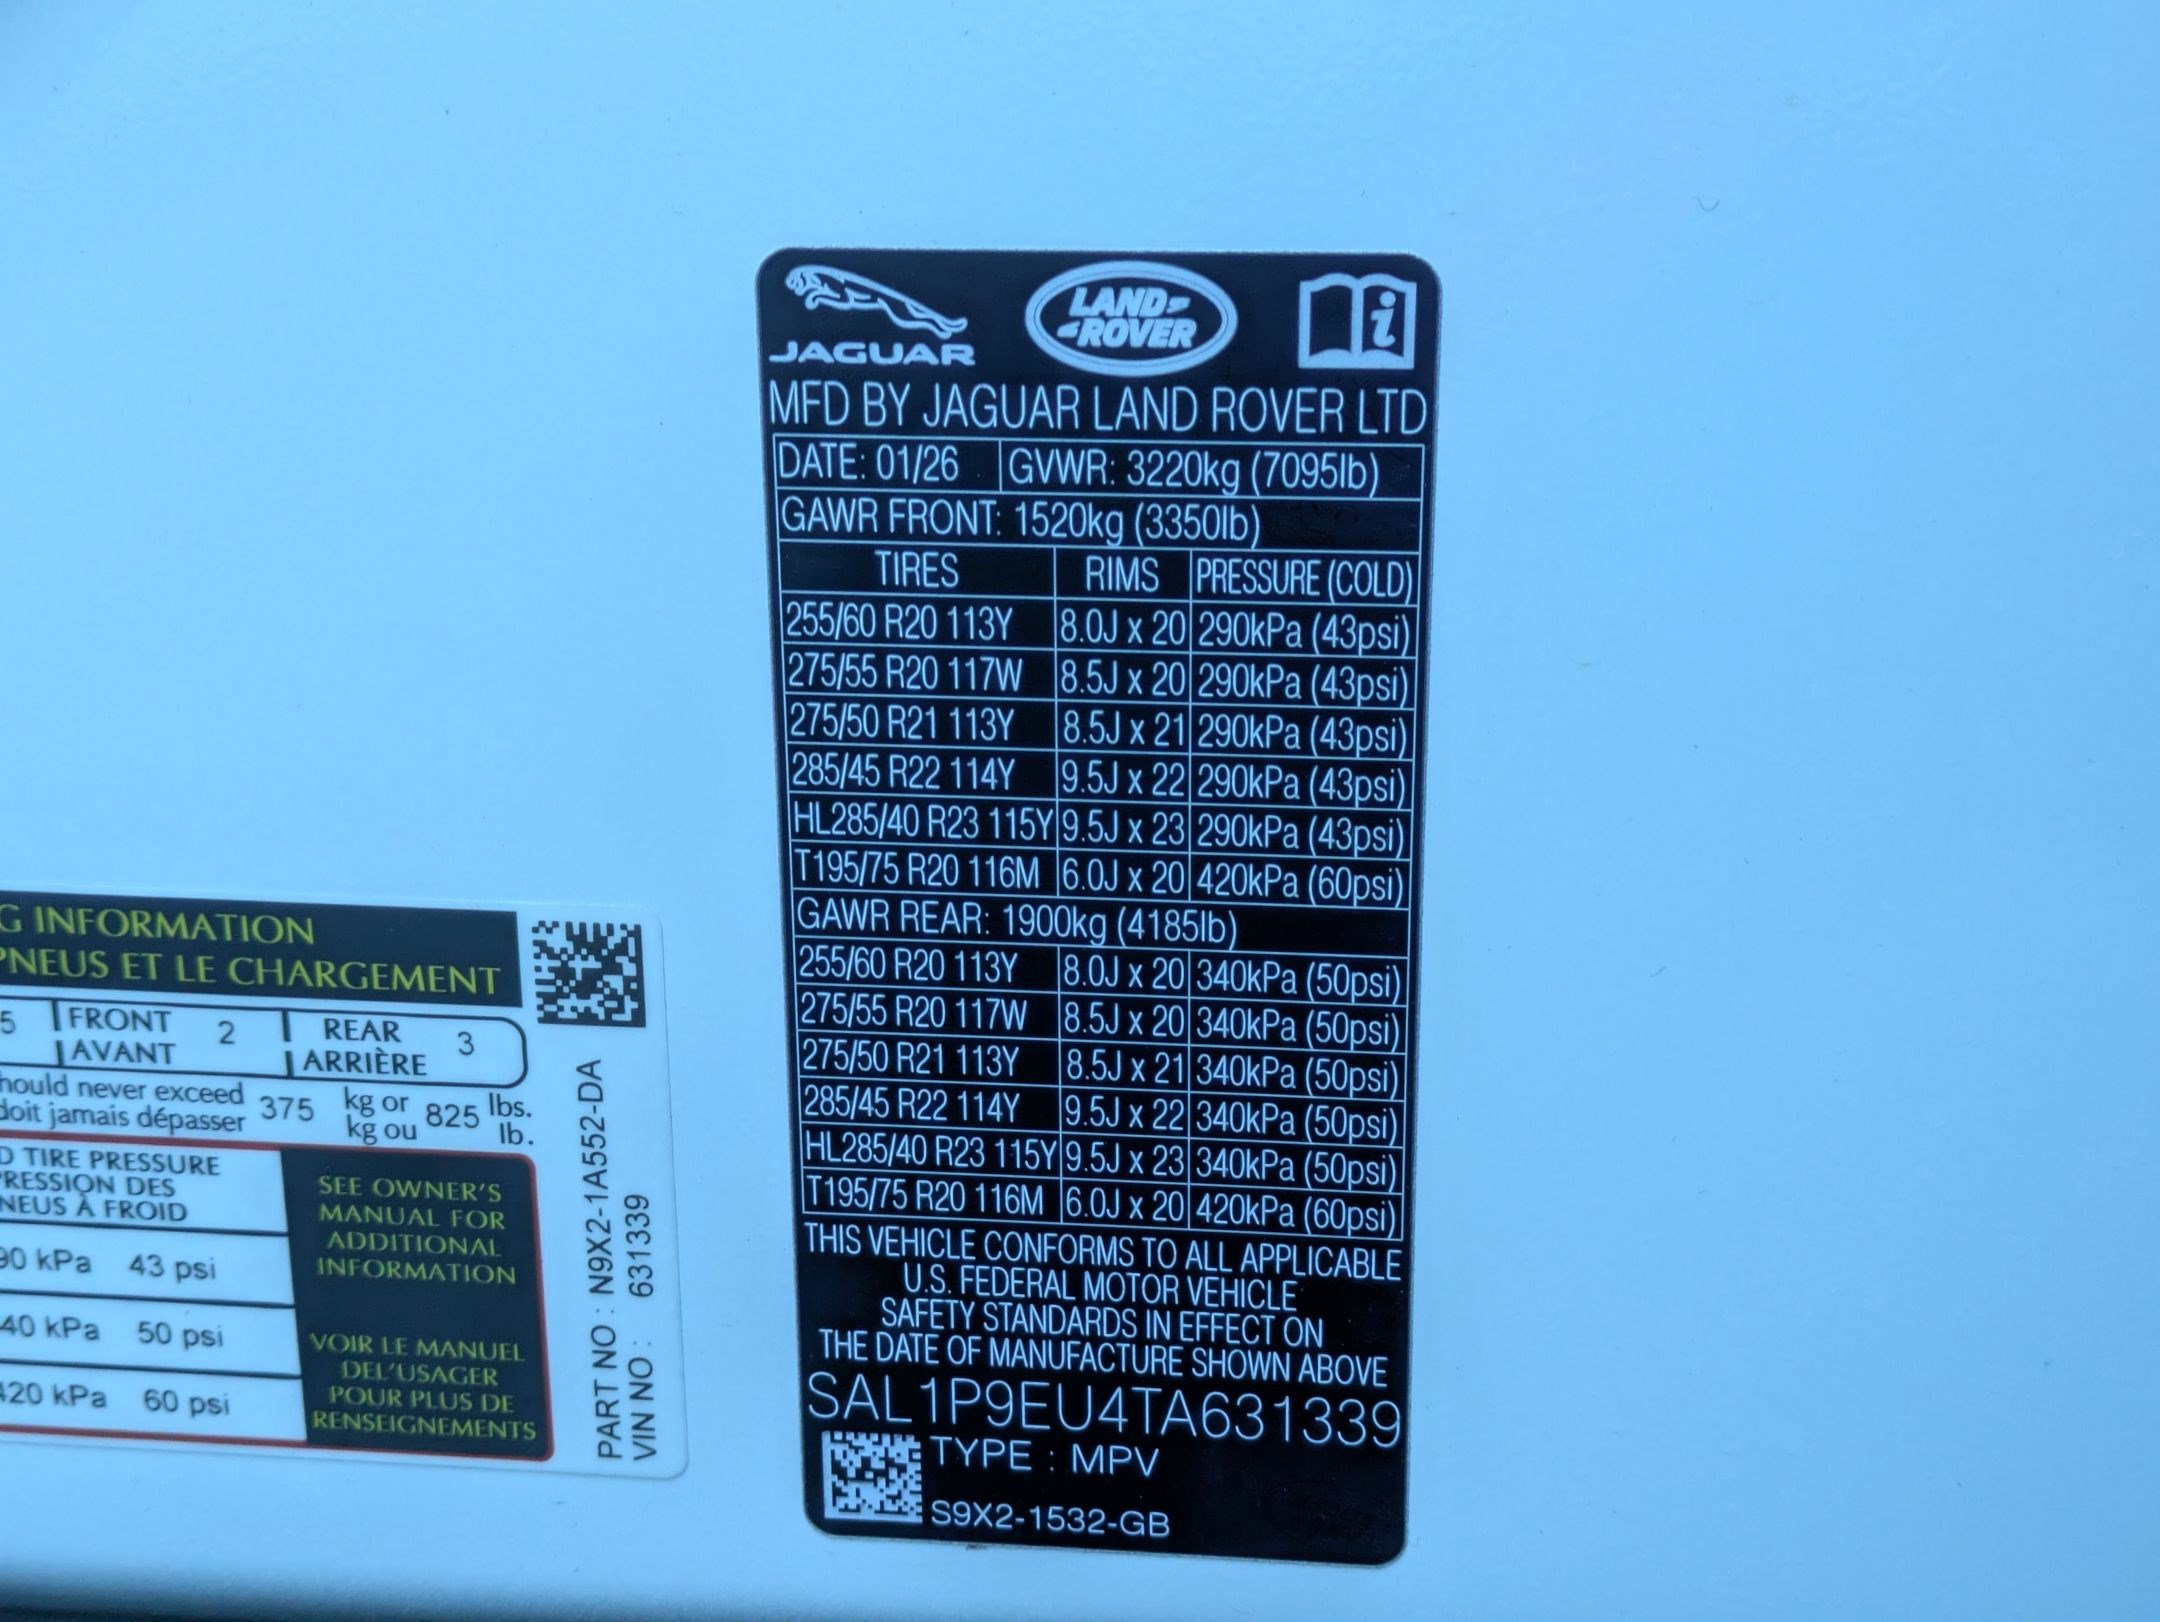 JAGUAR
LAND
ROVER
i
MFD BY JAGUAR LAND ROVER LTD
DATE: 01/26 GVWR: 3220kg (7095lb)
GAWR FRONT: 1520kg (3350lb)
TIRES RIMS PRESSURE (COLD)
255/60 R20 113Y 8.0J x 20 290kPa (43psi)
275/55 R20 117W 8.5J x 20 290kPa (43psi)
275/50 R21 113Y 8.5J x 21 290kPa (43psi)
285/45 R22 114Y 9.5J x 22 290kPa (43psi)
HL285/40 R23 115Y 9.5J x 23 290kPa (43psi)
T195/75 R20 116M 6.0J x 20 420kPa (60psi)
GAWR REAR: 1900kg (4185lb)
255/60 R20 113Y 8.0J x 20 340kPa (50psi)
275/55 R20 117W 8.5J x 20 340kPa (50psi)
275/50 R21 113Y 8.5J x 21 340kPa (50psi)
285/45 R22 114Y 9.5J x 22 340kPa (50psi)
HL285/40 R23 115Y 9.5J x 23 340kPa (50psi)
T195/75 R20 116M 6.0J x 20 420kPa (60psi)
THIS VEHICLE CONFORMS TO ALL APPLICABLE
U.S. FEDERAL MOTOR VEHICLE
SAFETY STANDARDS IN EFFECT ON
THE DATE OF MANUFACTURE SHOWN ABOVE
SAL1P9EU4TA631339
TYPE : MPV
S9X2-1532-GB
G INFORMATION
PNEUS ET LE CHARGEMENT
5 FRONT 2 REAR 3
AVANT ARRIÈRE
hould never exceed 375 kg or 825 lbs.
doit jamais dépasser kg ou lb.
D TIRE PRESSURE
PRESSION DES
NEUS À FROID
90 kPa 43 psi
40 kPa 50 psi
420 kPa 60 psi
SEE OWNER'S
MANUAL FOR
ADDITIONAL
INFORMATION
VOIR LE MANUEL
DEL'USAGER
POUR PLUS DE
RENSEIGNEMENTS
PART NO : N9X2-1A552-DA
VIN NO : 631339